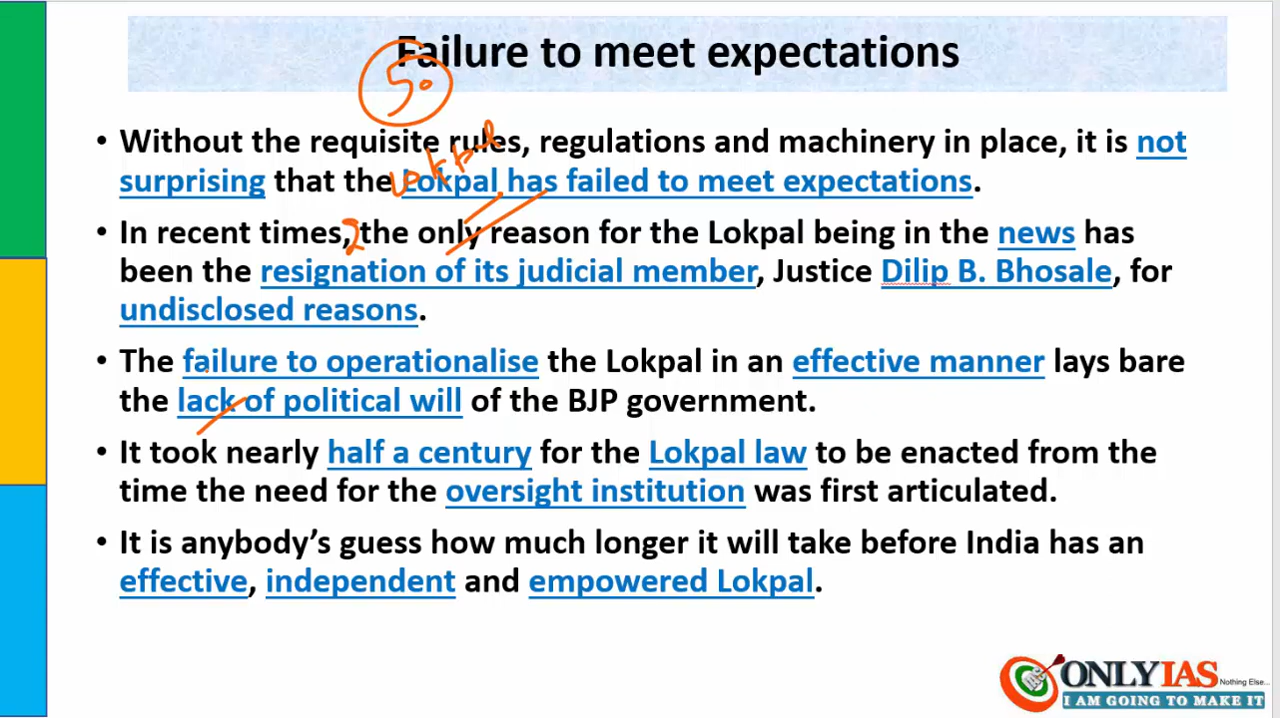 Failure to meet expectations
50
• Without the requisite rules, regulations and machinery in place, it is not
surprising that the Lokpal has failed to meet expectations.
Lokpal
• In recent times, the only reason for the Lokpal being in the news has
2
been the resignation of its judicial member, Justice Dilip B. Bhosale, for
undisclosed reasons.
• The failure to operationalise the Lokpal in an effective manner lays bare
the lack of political will of the BJP government.
• It took nearly half a century for the Lokpal law to be enacted from the
time the need for the oversight institution was first articulated.
• It is anybody's guess how much longer it will take before India has an
effective, independent and empowered Lokpal.
ONLYIAS
Nothing Else...
I AM GOING TO MAKE IT